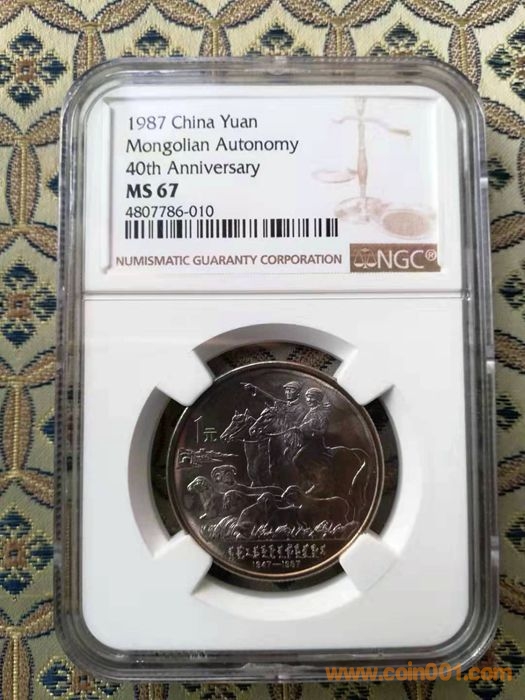 1987 China Yuan
Mongolian Autonomy
40th Anniversary
MS 67
4807786-010
NUMISMATIC GUARANTY CORPORATION
NGC®
1元
1947—1987
www.coin001.com